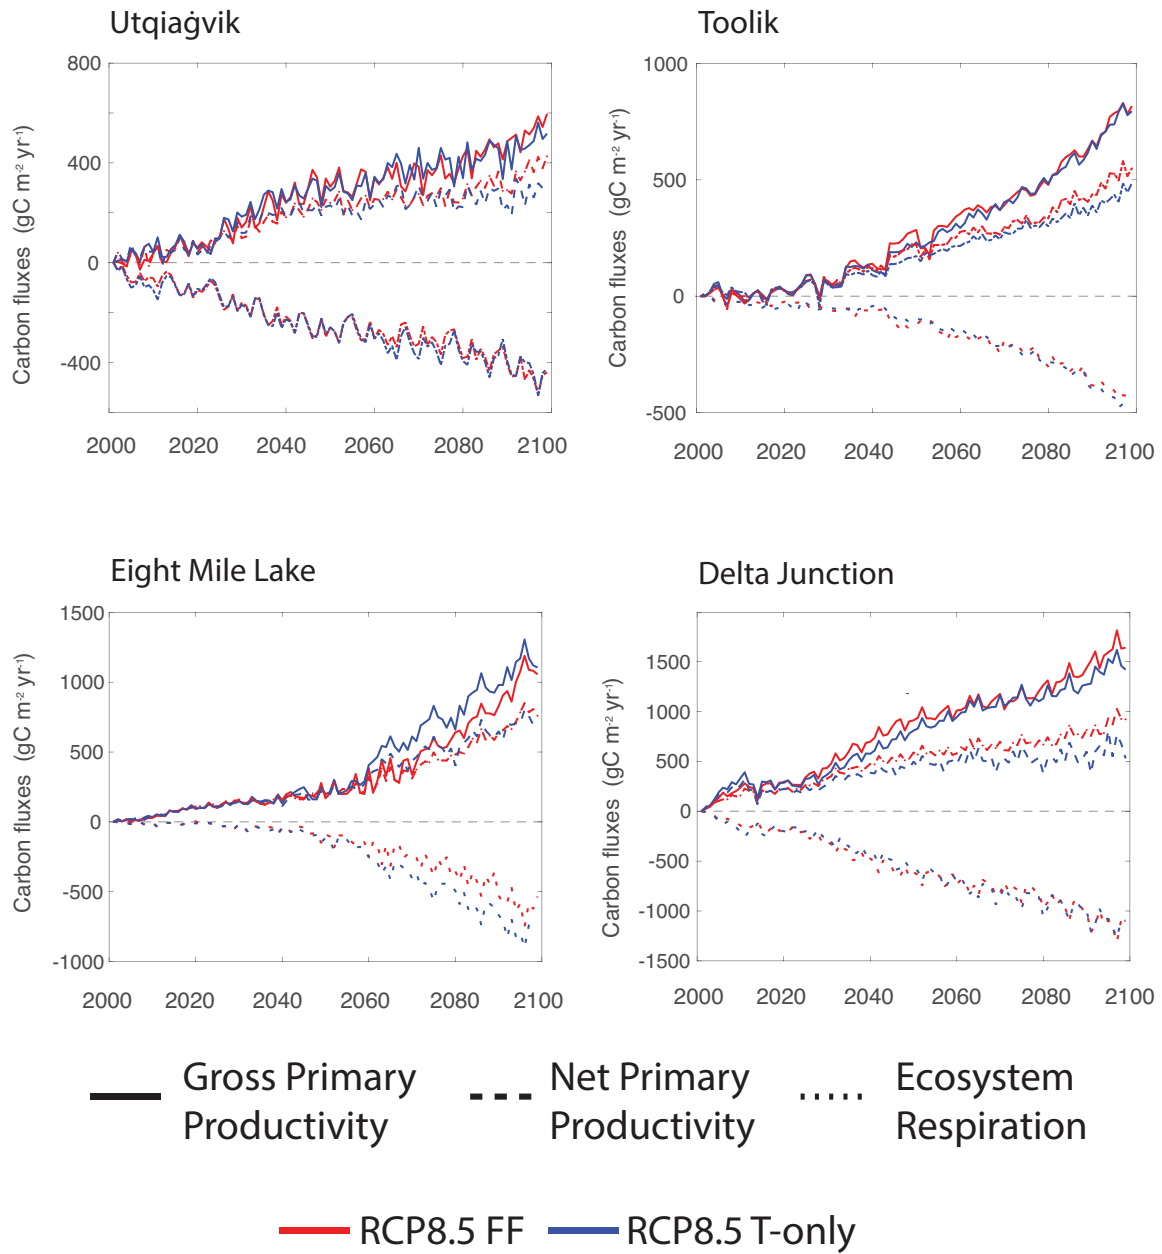 Utqiaġvik
Toolik
Carbon fluxes (gC m⁻² yr⁻¹)
800
400
0
-400
2000 2020 2040 2060 2080 2100
Carbon fluxes (gC m⁻² yr⁻¹)
1000
500
0
-500
2000 2020 2040 2060 2080 2100
Eight Mile Lake
Delta Junction
Carbon fluxes (gC m⁻² yr⁻¹)
1500
1000
500
0
-500
-1000
2000 2020 2040 2060 2080 2100
Carbon fluxes (gC m⁻² yr⁻¹)
1500
1000
500
0
-500
-1000
-1500
2000 2020 2040 2060 2080 2100
Gross Primary
Productivity
Net Primary
Productivity
Ecosystem
Respiration
RCP8.5 FF
RCP8.5 T-only